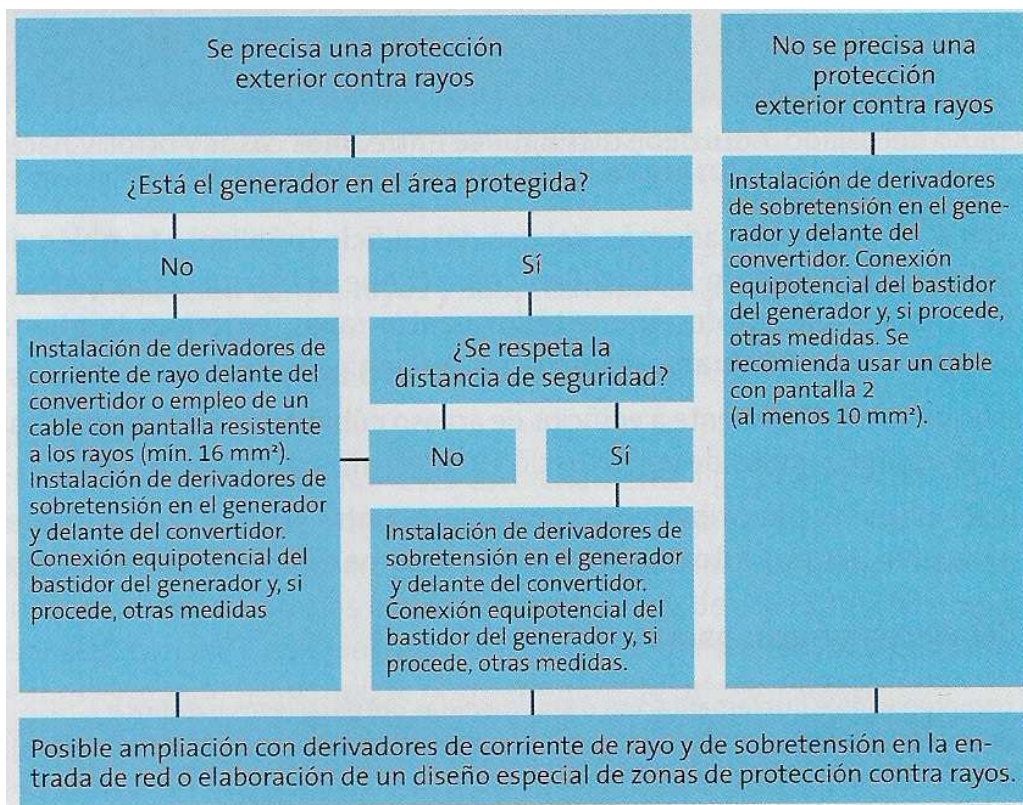 Se precisa una protección
exterior contra rayos
No se precisa una
protección
exterior contra rayos
¿Está el generador en el área protegida?
No
Sí
Instalación de derivadores
de sobretensión en el gene-
rador y delante del
convertidor. Conexión
equipotencial del bastidor
del generador y, si procede,
otras medidas. Se
recomienda usar un cable
con pantalla 2
(al menos 10 mm²).
Instalación de derivadores de
corriente de rayo delante del
convertidor o empleo de un
cable con pantalla resistente
a los rayos (mín. 16 mm²).
Instalación de derivadores de
sobretensión en el generador
y delante del convertidor.
Conexión equipotencial del
bastidor del generador y, si
procede, otras medidas
¿Se respeta la
distancia de seguridad?
No
Sí
Instalación de derivadores de
sobretensión en el generador
y delante del convertidor.
Conexión equipotencial del
bastidor del generador y, si
procede, otras medidas.
Posible ampliación con derivadores de corriente de rayo y de sobretensión en la en-
trada de red o elaboración de un diseño especial de zonas de protección contra rayos.